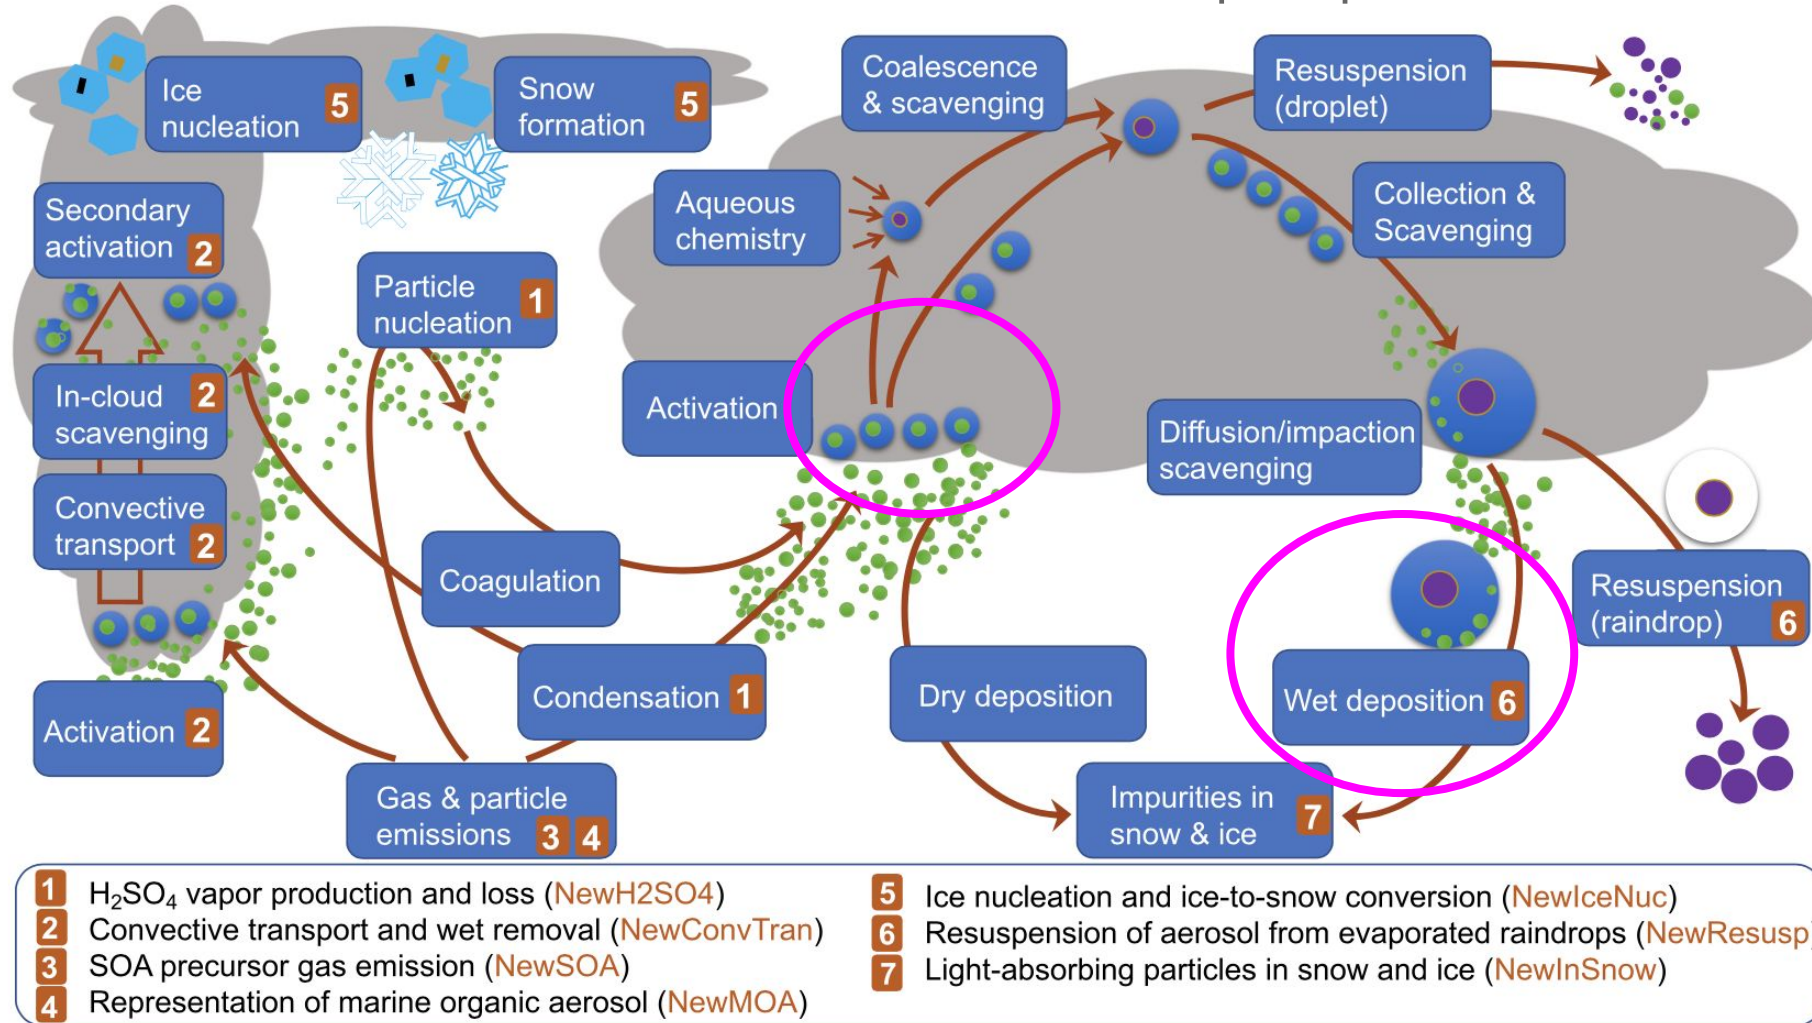 Ice
nucleation 5
Snow
formation 5
Coalescence
& scavenging
Resuspension
(droplet)
Secondary
activation 2
Aqueous
chemistry
Collection &
Scavenging
Particle
nucleation 1
In-cloud 2
scavenging
Activation
Diffusion/impaction
scavenging
Convective
transport 2
Coagulation
Resuspension
(raindrop) 6
Condensation 1
Dry deposition
Wet deposition 6
Activation 2
Gas & particle
emissions 3 4
Impurities in
snow & ice 7
1 H₂SO₄ vapor production and loss (NewH2SO4)
2 Convective transport and wet removal (NewConvTran)
3 SOA precursor gas emission (NewSOA)
4 Representation of marine organic aerosol (NewMOA)
5 Ice nucleation and ice-to-snow conversion (NewIceNuc)
6 Resuspension of aerosol from evaporated raindrops (NewResusp)
7 Light-absorbing particles in snow and ice (NewInSnow)